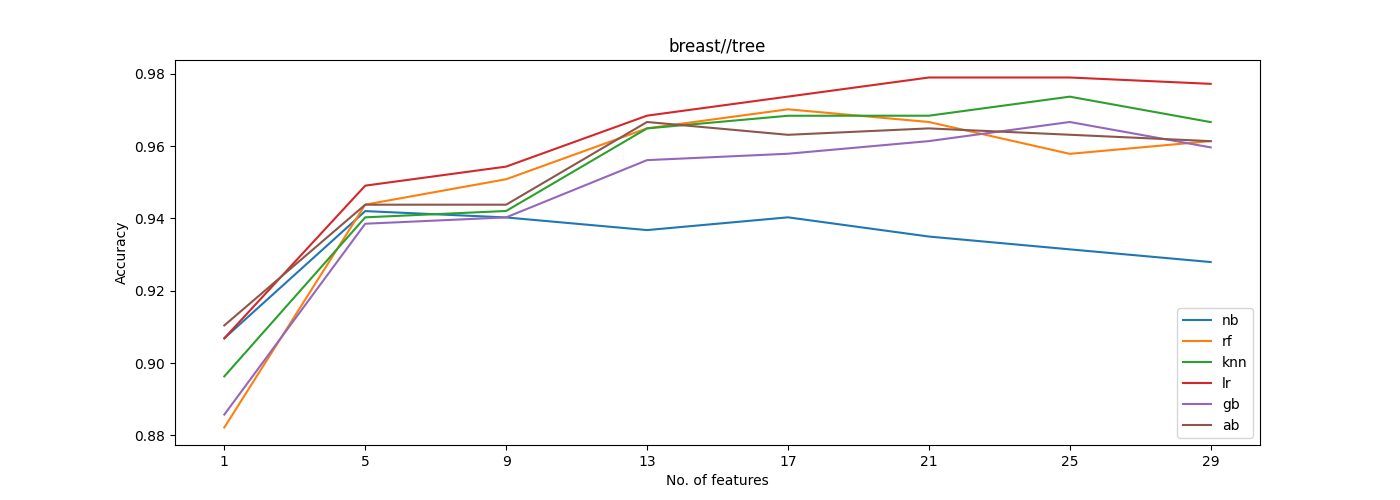 breast//tree
Accuracy
0.98
0.96
0.94
0.92
0.90
0.88
1 5 9 13 17 21 25 29
No. of features
nb
rf
knn
lr
gb
ab